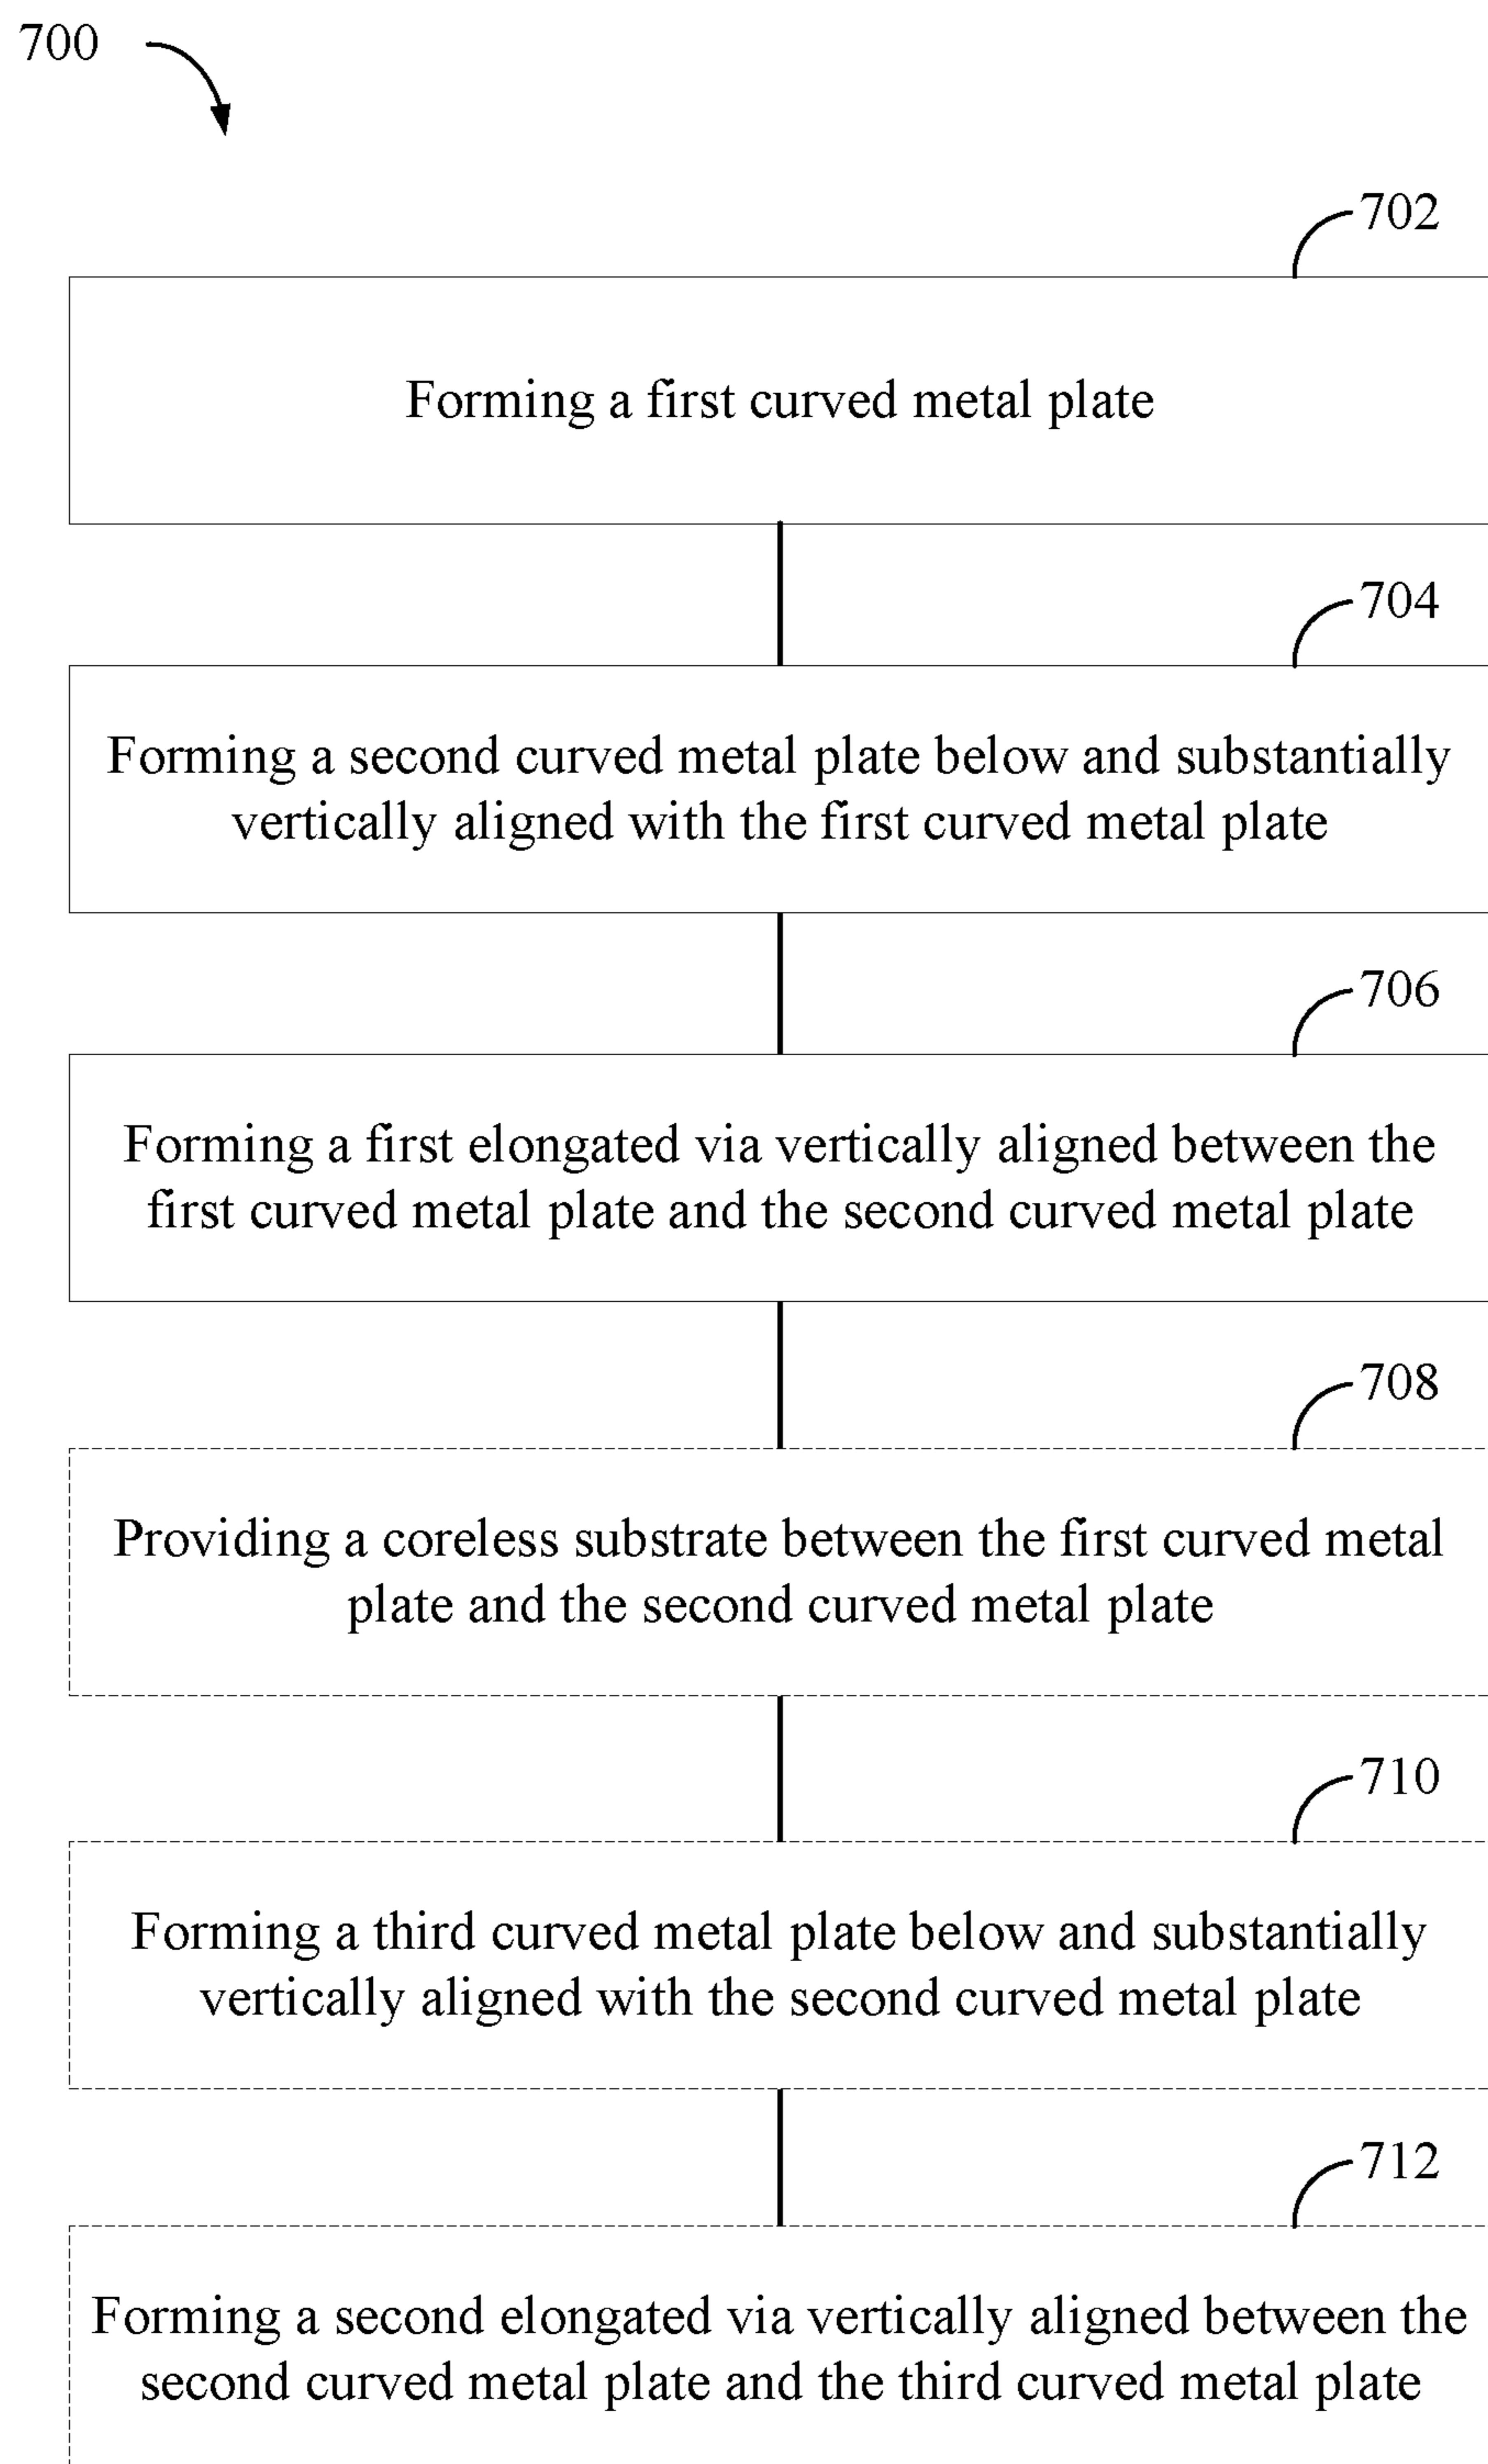 700
702
Forming a first curved metal plate
704
Forming a second curved metal plate below and substantially
vertically aligned with the first curved metal plate
706
Forming a first elongated via vertically aligned between the
first curved metal plate and the second curved metal plate
708
Providing a coreless substrate between the first curved metal
plate and the second curved metal plate
710
Forming a third curved metal plate below and substantially
vertically aligned with the second curved metal plate
712
Forming a second elongated via vertically aligned between the
second curved metal plate and the third curved metal plate